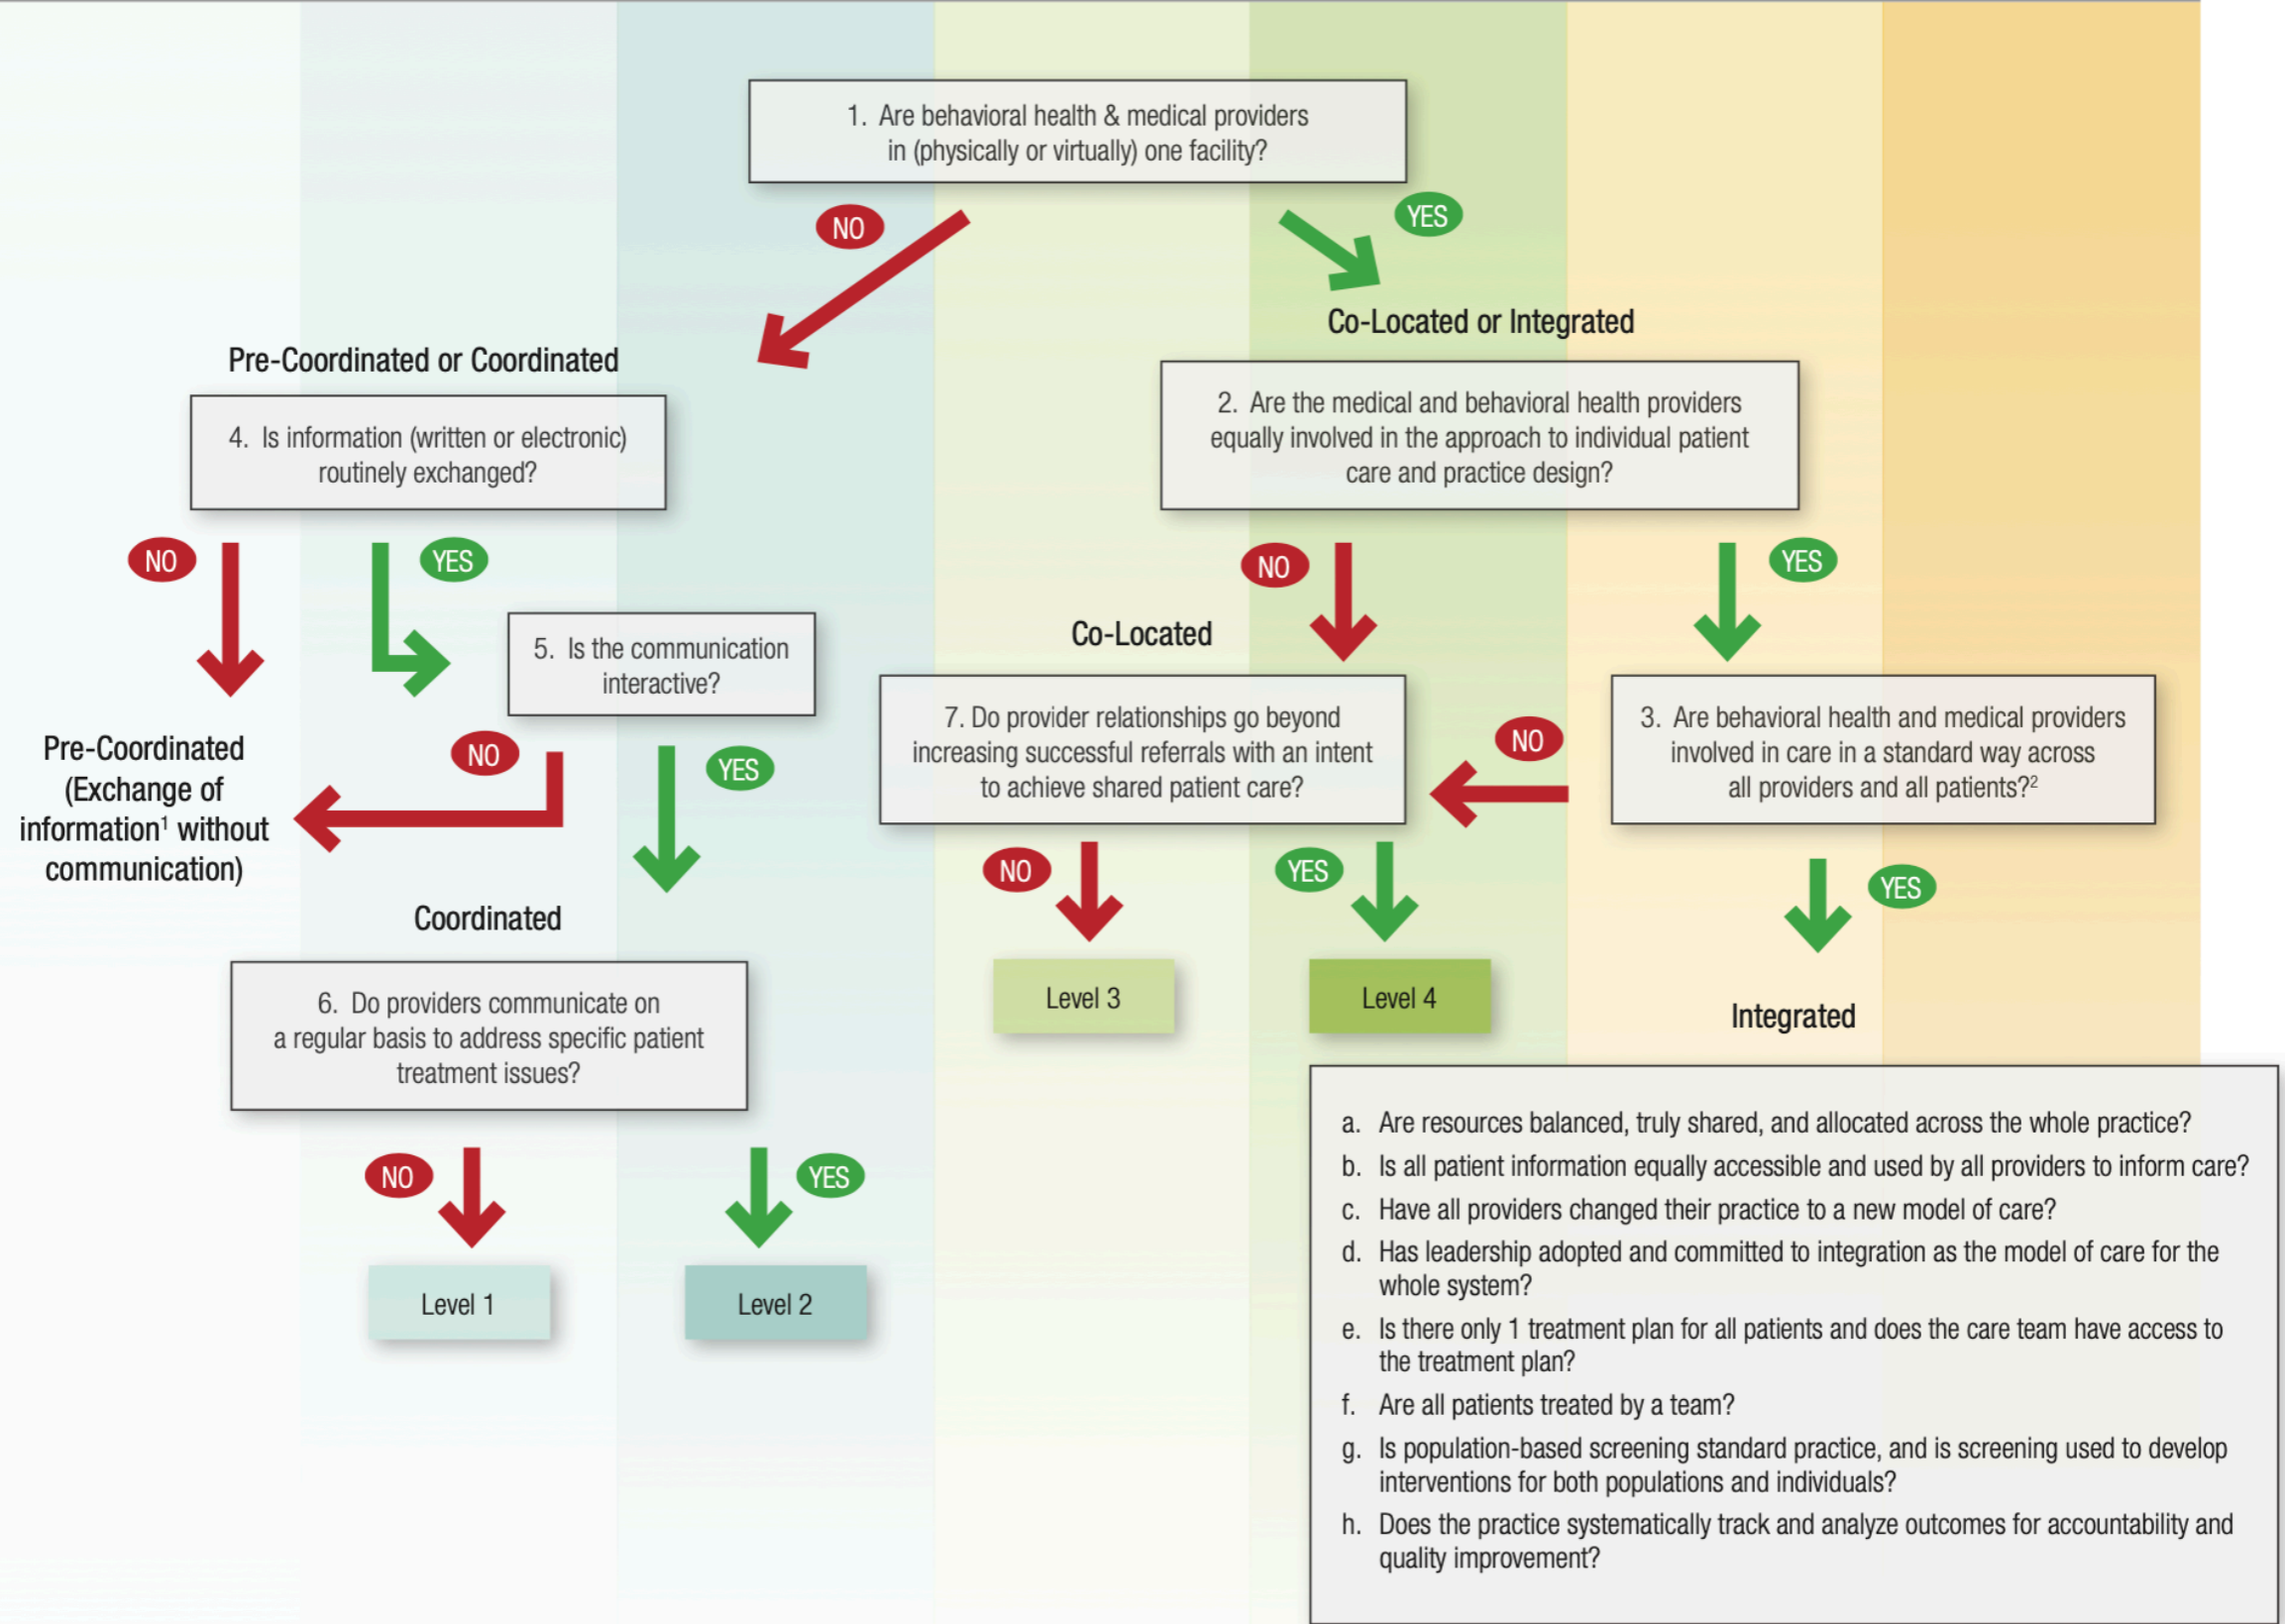 1. Are behavioral health & medical providers
in (physically or virtually) one facility?
NO
YES
Pre-Coordinated or Coordinated
4. Is information (written or electronic)
routinely exchanged?
NO
YES
5. Is the communication
interactive?
NO
YES
Pre-Coordinated
(Exchange of
information¹ without
communication)
Coordinated
6. Do providers communicate on
a regular basis to address specific patient
treatment issues?
NO
YES
Level 1
Level 2
Co-Located or Integrated
2. Are the medical and behavioral health providers
equally involved in the approach to individual patient
care and practice design?
NO
YES
Co-Located
7. Do provider relationships go beyond
increasing successful referrals with an intent
to achieve shared patient care?
NO
3. Are behavioral health and medical providers
involved in care in a standard way across
all providers and all patients?²
NO
YES
YES
Level 3
Level 4
Integrated
a. Are resources balanced, truly shared, and allocated across the whole practice?
b. Is all patient information equally accessible and used by all providers to inform care?
c. Have all providers changed their practice to a new model of care?
d. Has leadership adopted and committed to integration as the model of care for the
whole system?
e. Is there only 1 treatment plan for all patients and does the care team have access to
the treatment plan?
f. Are all patients treated by a team?
g. Is population-based screening standard practice, and is screening used to develop
interventions for both populations and individuals?
h. Does the practice systematically track and analyze outcomes for accountability and
quality improvement?